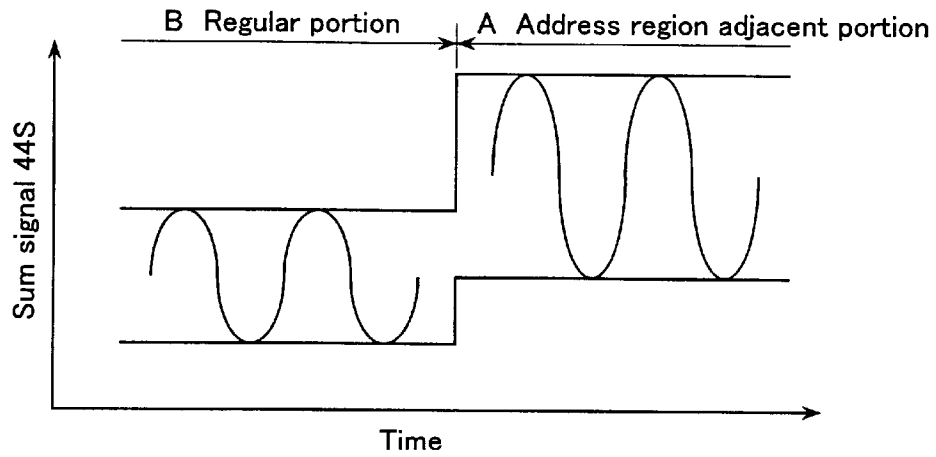 B Regular portion
A Address region adjacent portion
Sum signal 44S
Time